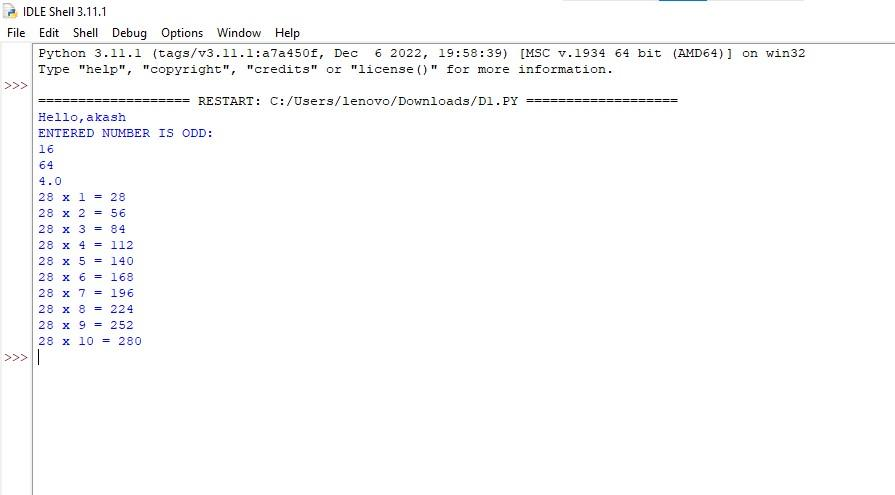 IDLE Shell 3.11.1
File Edit Shell Debug Options Window Help
Python 3.11.1 (tags/v3.11.1:a7a450f, Dec  6 2022, 19:58:39) [MSC v.1934 64 bit (AMD64)] on win32
Type "help", "copyright", "credits" or "license()" for more information.
>>>
=================== RESTART: C:/Users/lenovo/Downloads/D1.PY ===================
Hello,akash
ENTERED NUMBER IS ODD:
16
64
4.0
28 x 1 = 28
28 x 2 = 56
28 x 3 = 84
28 x 4 = 112
28 x 5 = 140
28 x 6 = 168
28 x 7 = 196
28 x 8 = 224
28 x 9 = 252
28 x 10 = 280
>>>